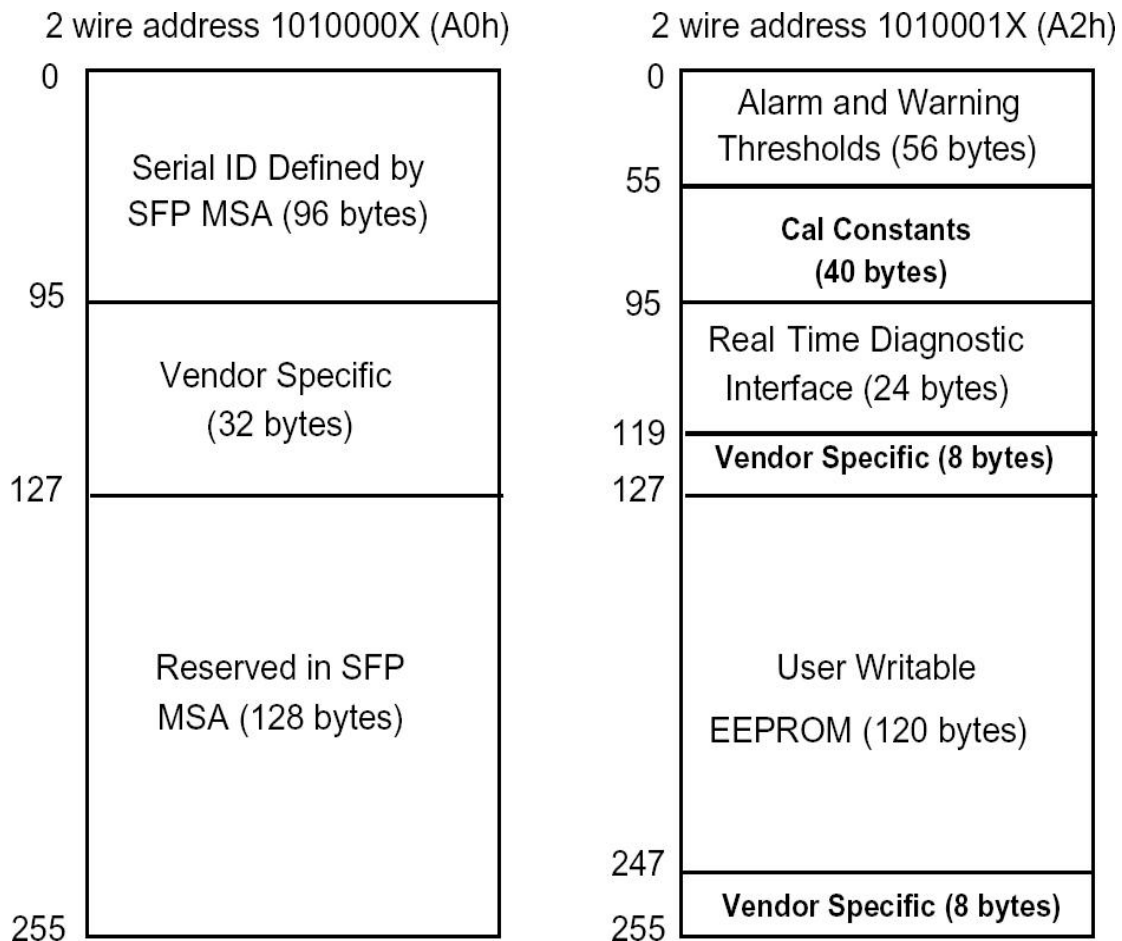 2 wire address 1010000X (A0h)
0
Serial ID Defined by
SFP MSA (96 bytes)
95
Vendor Specific
(32 bytes)
127
Reserved in SFP
MSA (128 bytes)
255
2 wire address 1010001X (A2h)
0
Alarm and Warning
Thresholds (56 bytes)
55
Cal Constants
(40 bytes)
95
Real Time Diagnostic
Interface (24 bytes)
119
Vendor Specific (8 bytes)
127
User Writable
EEPROM (120 bytes)
247
Vendor Specific (8 bytes)
255